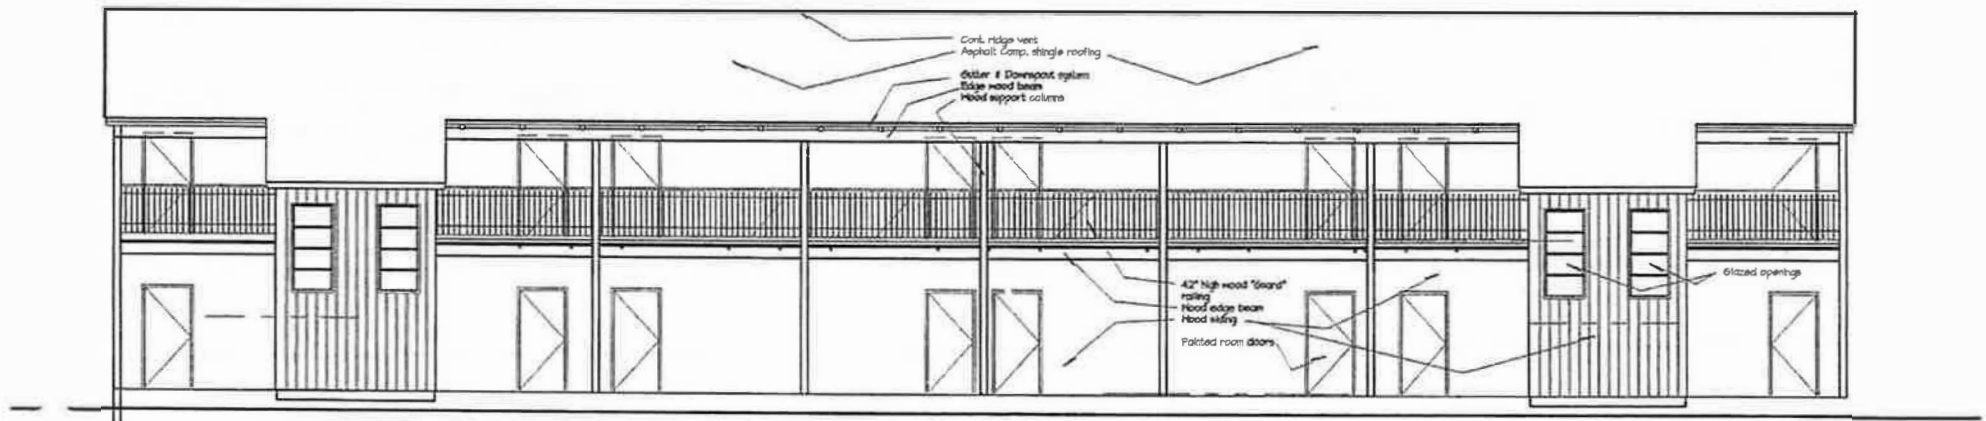 Cont. ridge vent
Asphalt Comp. shingle roofing
Gutter & Downspout system
Edge wood beam
Wood support columns
42" high wood "Guard"
railing
Wood edge beam
Wood siding
Painted room doors
Glazed openings